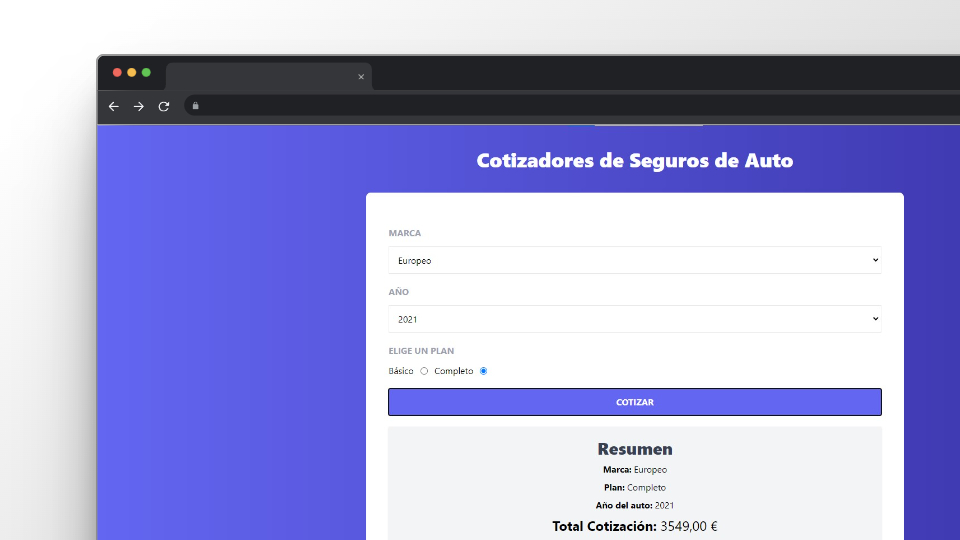 Cotizadores de Seguros de Auto
MARCA
Europeo
AÑO
2021
ELIGE UN PLAN
Básico Completo
COTIZAR
Resumen
Marca: Europeo
Plan: Completo
Año del auto: 2021
Total Cotización: 3549,00 €